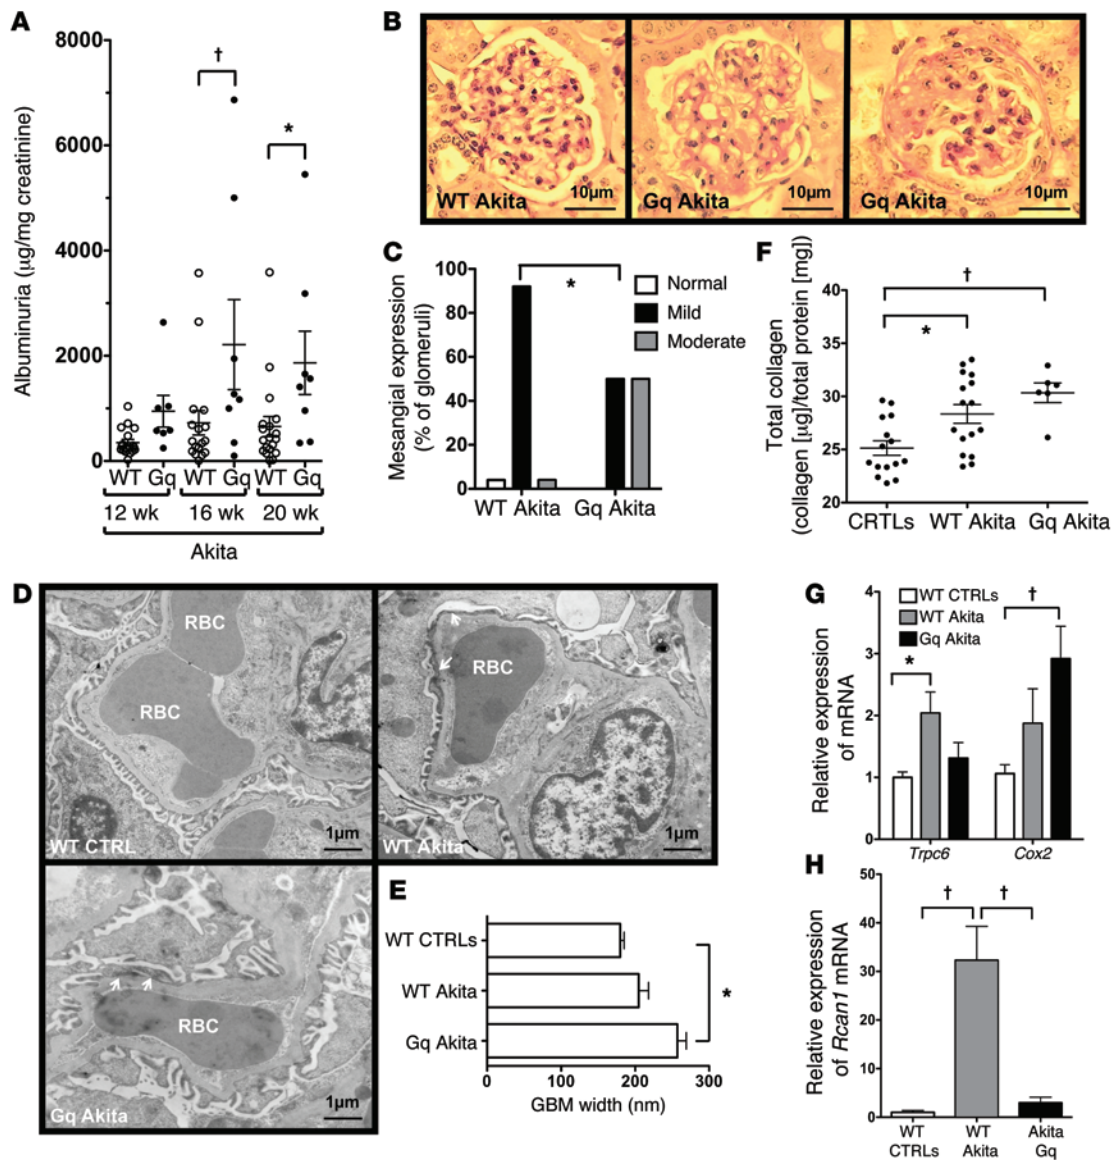 A
8000
6000
4000
2000
0
Albuminuria (µg/mg creatinine)
†
*
WT Gq WT Gq WT Gq
12 wk 16 wk 20 wk
Akita
B
WT Akita
10µm
Gq Akita
10µm
Gq Akita
10µm
C
100
80
60
40
20
0
Mesangial expression
(% of glomeruli)
*
Normal
Mild
Moderate
WT Akita Gq Akita
F
40
35
30
25
20
Total collagen
(collagen [µg]/total protein [mg])
†
*
CRTLs WT Akita Gq Akita
D
RBC
RBC
WT CTRL
1µm
RBC
WT Akita
1µm
RBC
Gq Akita
1µm
E
WT CTRLs
WT Akita
Gq Akita
*
0 100 200 300
GBM width (nm)
G
WT CTRLs
WT Akita
Gq Akita
4
3
2
1
0
Relative expression
of mRNA
*
†
Trpc6 Cox2
H
50
40
30
20
10
0
Relative expression
of Rcan1 mRNA
† †
WT WT Akita
CTRLs Akita Gq